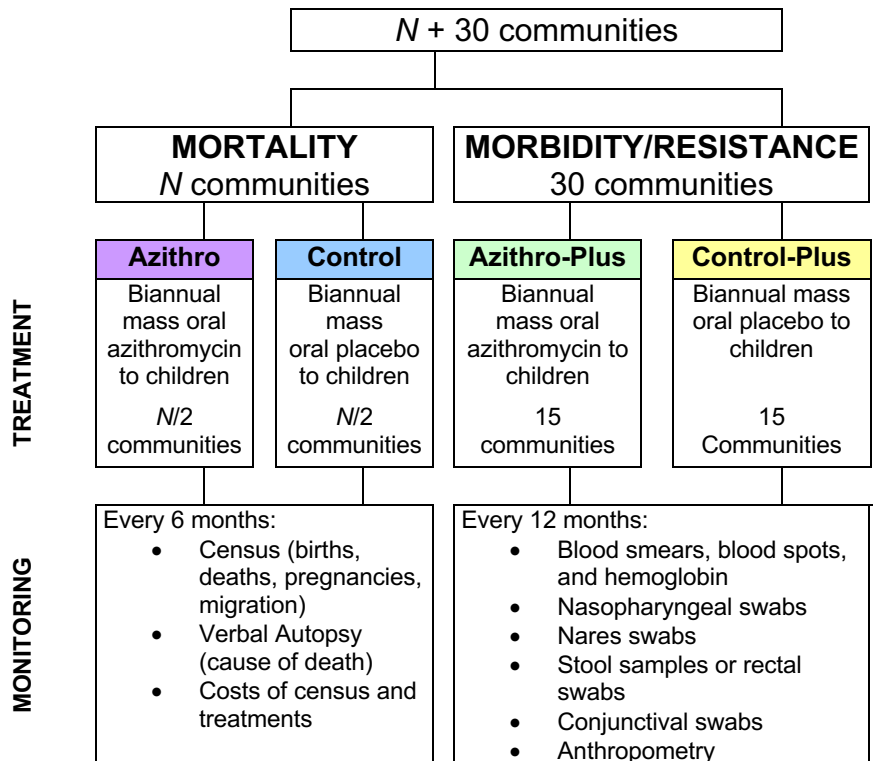 N + 30 communities
MORTALITY
N communities
MORBIDITY/RESISTANCE
30 communities
TREATMENT
Azithro
Biannual
mass oral
azithromycin
to children
N/2
communities
Control
Biannual
mass
oral placebo
to children
N/2
communities
Azithro-Plus
Biannual
mass oral
azithromycin to
children
15
communities
Control-Plus
Biannual mass
oral placebo to
children
15
Communities
MONITORING
Every 6 months:
• Census (births,
deaths, pregnancies,
migration)
• Verbal Autopsy
(cause of death)
• Costs of census and
treatments
Every 12 months:
• Blood smears, blood spots,
and hemoglobin
• Nasopharyngeal swabs
• Nares swabs
• Stool samples or rectal
swabs
• Conjunctival swabs
• Anthropometry